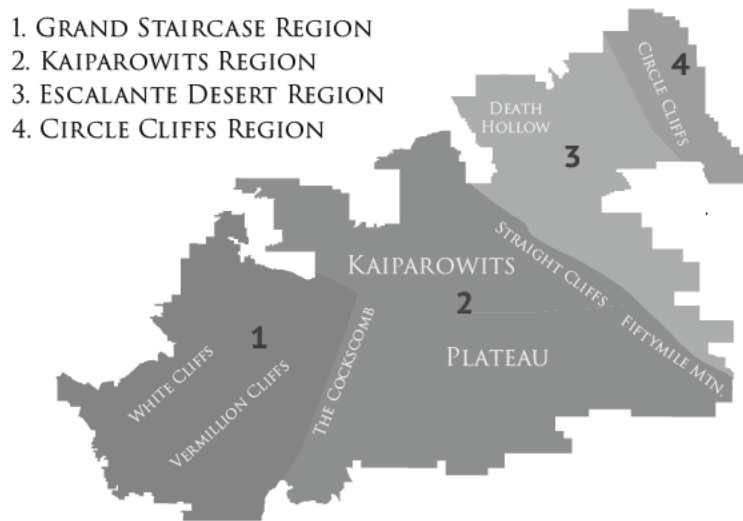 1. Grand Staircase Region
2. Kaiparowits Region
3. Escalante Desert Region
4. Circle Cliffs Region
4
Circle Cliffs
Death
Hollow
3
Straight Cliffs
Kaiparowits
2
Fiftymile Mtn.
1
Plateau
White Cliffs
Vermillion Cliffs
The Cockscomb